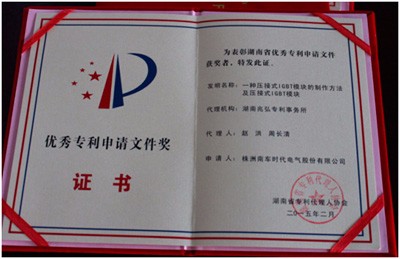 优秀专利申请文件奖
证书
为表彰湖南省优秀专利申请文件
获奖者，特发此证。
发明名称：一种压接式IGBT模块的制作方法
及压接式IGBT模块
代理机构：湖南兆弘专利事务所
代理人：赵 洪 周长清
申请人：株洲南车时代电气股份有限公司
湖南省专利代理人协会
二〇一五年二月